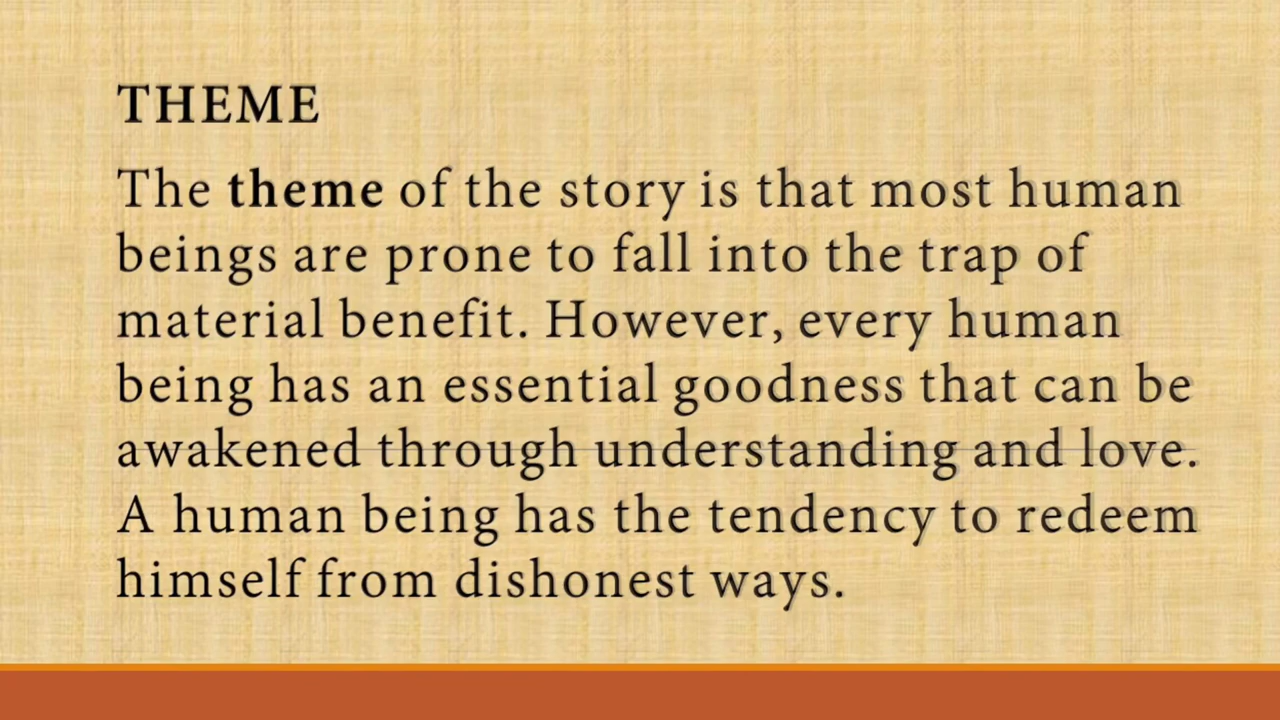 THEME
The theme of the story is that most human
beings are prone to fall into the trap of
material benefit. However, every human
being has an essential goodness that can be
awakened through understanding and love.
A human being has the tendency to redeem
himself from dishonest ways.